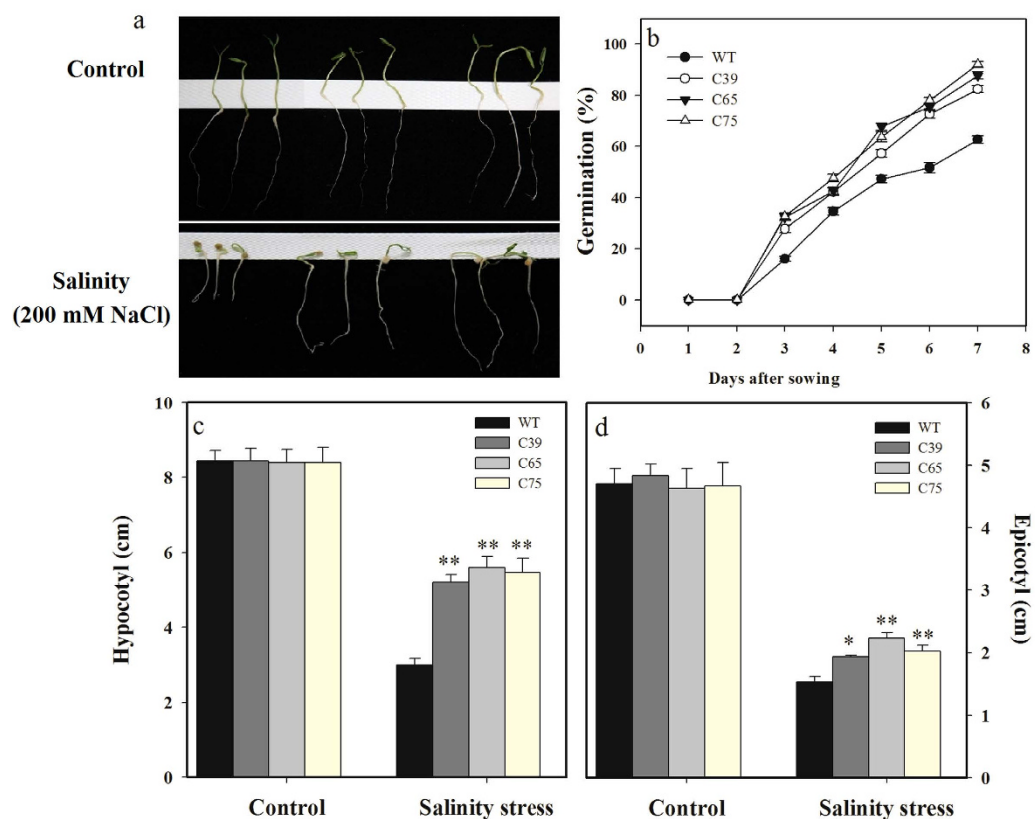 a
Control
Salinity
(200 mM NaCl)
b
WT
C39
C65
C75
Germination (%)
100
80
60
40
20
0
0 1 2 3 4 5 6 7 8
Days after sowing
c
WT
C39
C65
C75
Hypocotyl (cm)
10
8
6
4
2
0
** ** **
Control Salinity stress
d
WT
C39
C65
C75
Epicotyl (cm)
6
5
4
3
2
1
0
* ** **
Control Salinity stress